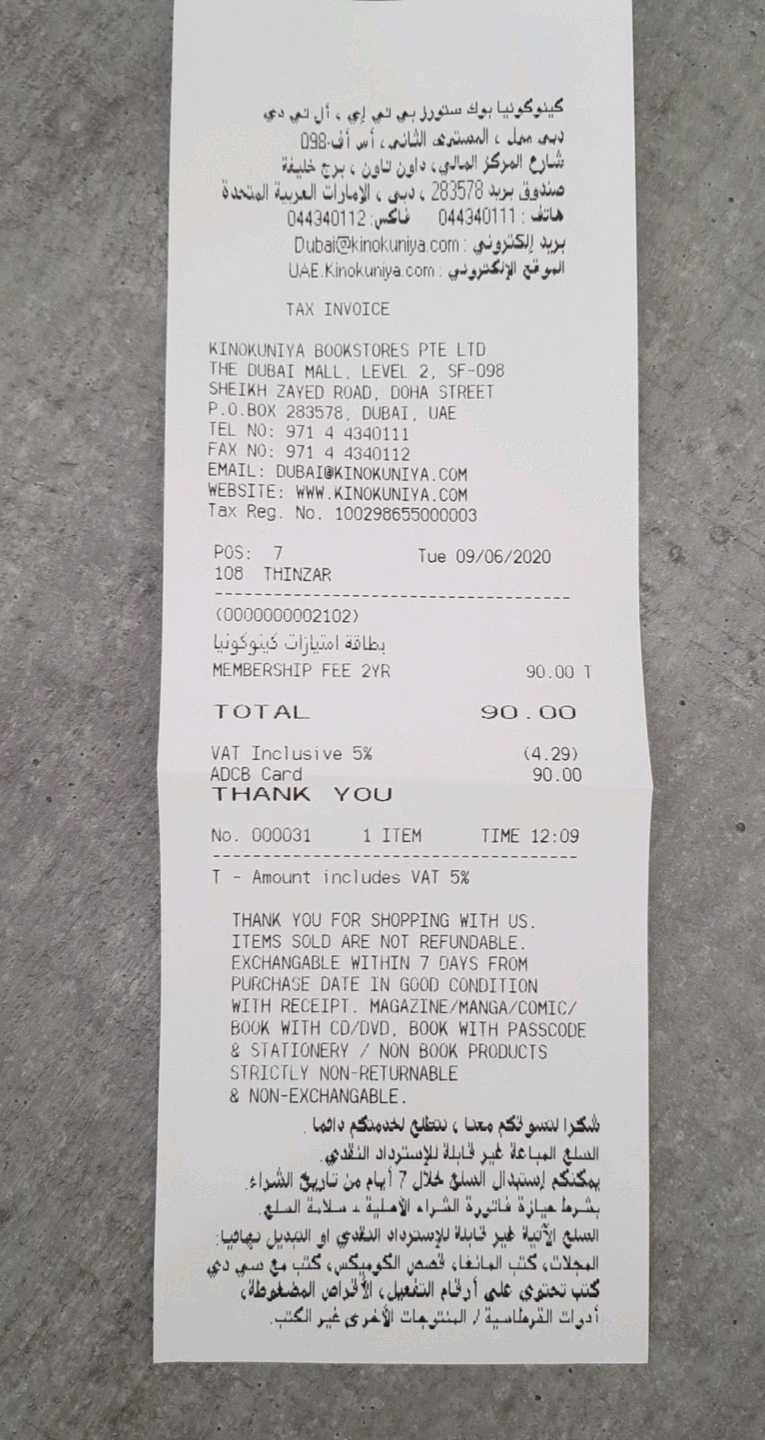 كينوكونيا بوك ستورز بي تي إي ، أل تي دي
دبي مول ، المستوى الثاني، أس أف-098
شارع المركز المالي، داون تاون ، برج خليفة
صندوق بريد 283578 ، دبي ، الإمارات العربية المتحدة
هاتف : 044340111 فاكس: 044340112
بريد إلكتروني : Dubai@kinokuniya.com
الموقع الإلكتروني : UAE.Kinokuniya.com
TAX INVOICE
KINOKUNIYA BOOKSTORES PTE LTD
THE DUBAI MALL, LEVEL 2, SF-098
SHEIKH ZAYED ROAD, DOHA STREET
P.O.BOX 283578, DUBAI, UAE
TEL NO: 971 4 4340111
FAX NO: 971 4 4340112
EMAIL: DUBAI@KINOKUNIYA.COM
WEBSITE: WWW.KINOKUNIYA.COM
Tax Reg. No. 100298655000003
POS: 7 Tue 09/06/2020
108 THINZAR
(0000000002102)
بطاقة امتيازات كينوكونيا
MEMBERSHIP FEE 2YR 90.00 T
TOTAL 90.00
VAT Inclusive 5% (4.29)
ADCB Card 90.00
THANK YOU
No. 000031 1 ITEM TIME 12:09
T - Amount includes VAT 5%
THANK YOU FOR SHOPPING WITH US.
ITEMS SOLD ARE NOT REFUNDABLE.
EXCHANGABLE WITHIN 7 DAYS FROM
PURCHASE DATE IN GOOD CONDITION
WITH RECEIPT. MAGAZINE/MANGA/COMIC/
BOOK WITH CD/DVD, BOOK WITH PASSCODE
& STATIONERY / NON BOOK PRODUCTS
STRICTLY NON-RETURNABLE
& NON-EXCHANGABLE.
شكرا لتسوقكم معنا ، نتطلع لخدمتكم دائما .
السلع المباعة غير قابلة للإسترداد النقدي.
يمكنكم إستبدال السلع خلال 7 أيام من تاريخ الشراء.
بشرط حيازة فاتورة الشراء الأصلية و سلامة السلع.
السلع الآتية غير قابلة للإسترداد النقدي او التبديل نهائيا:
المجلات، كتب المانغا، قصص الكوميكس، كتب مع سي دي
كتب تحتوي على أرقام التفعيل، الأقراص المضغوطة،
أدوات القرطاسية / المنتوجات الأخرى غير الكتب.